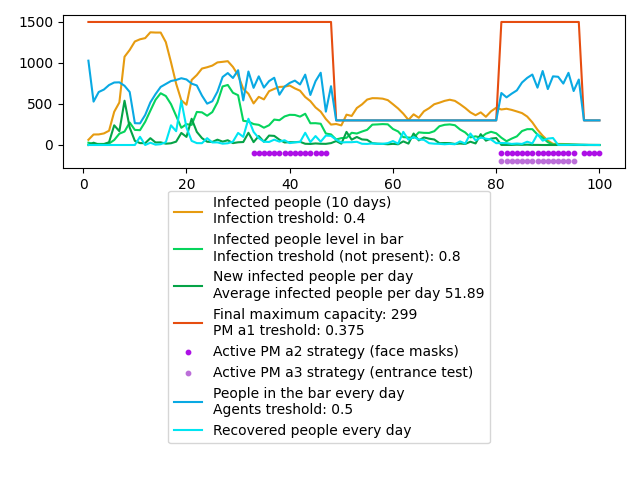 1500
1000
500
0
0 20 40 60 80 100
Infected people (10 days)
Infection treshold: 0.4
Infected people level in bar
Infection treshold (not present): 0.8
New infected people per day
Average infected people per day 51.89
Final maximum capacity: 299
PM a1 treshold: 0.375
Active PM a2 strategy (face masks)
Active PM a3 strategy (entrance test)
People in the bar every day
Agents treshold: 0.5
Recovered people every day